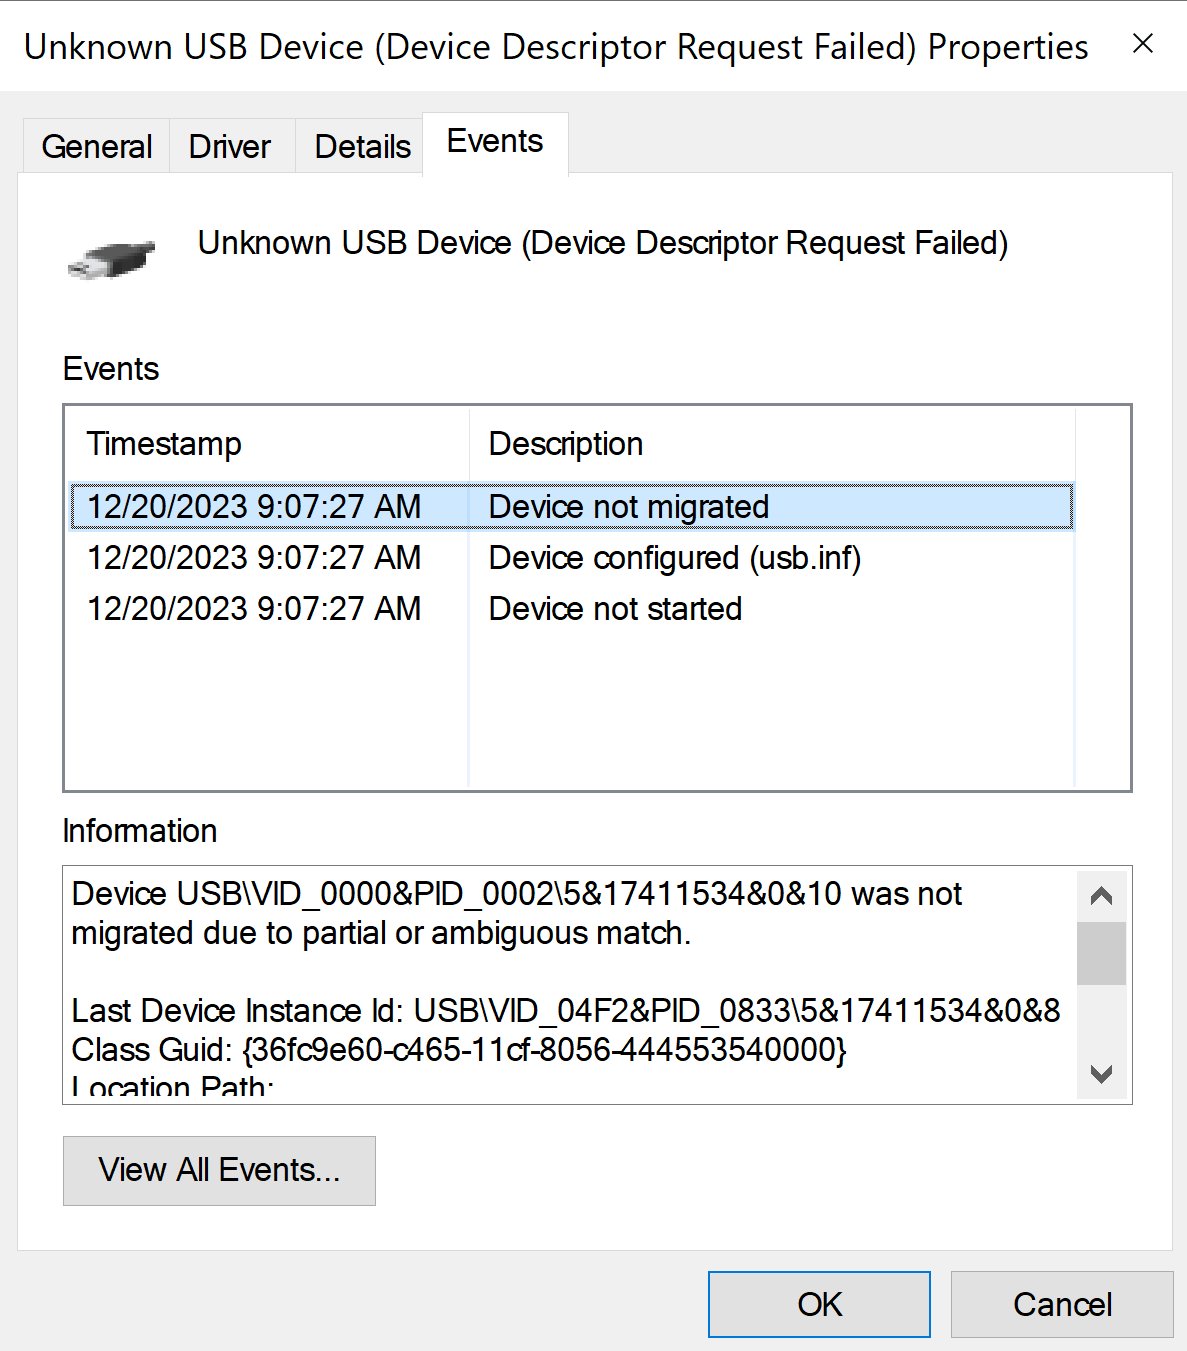 Unknown USB Device (Device Descriptor Request Failed) Properties
General Driver Details Events
Unknown USB Device (Device Descriptor Request Failed)
Events
Timestamp Description
12/20/2023 9:07:27 AM Device not migrated
12/20/2023 9:07:27 AM Device configured (usb.inf)
12/20/2023 9:07:27 AM Device not started
Information
Device USB\VID_0000&PID_0002\5&17411534&0&10 was not
migrated due to partial or ambiguous match.
Last Device Instance Id: USB\VID_04F2&PID_0833\5&17411534&0&8
Class Guid: {36fc9e60-c465-11cf-8056-444553540000}
Location Path:
View All Events...
OK Cancel